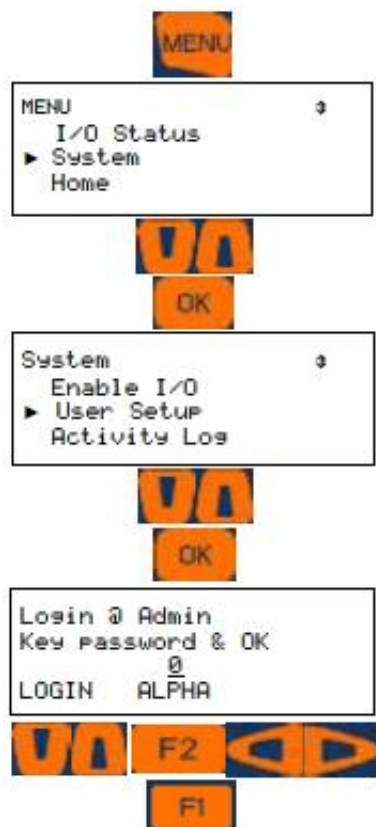 MENU
MENU
I/O Status
System
Home
OK
System
Enable I/O
User Setup
Activity Log
OK
Login @ Admin
Key password & OK
0
LOGIN ALPHA
F2
F1